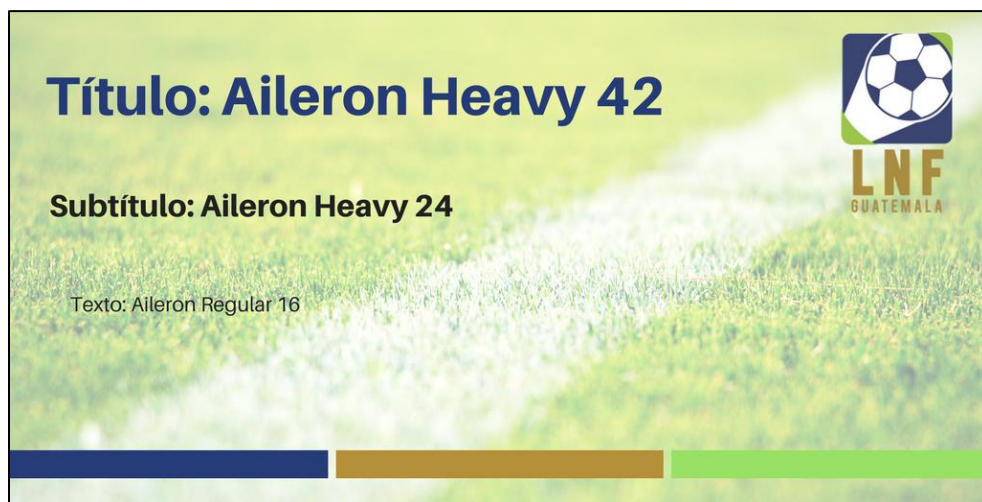 Título: Aileron Heavy 42
LNF
GUATEMALA
Subtítulo: Aileron Heavy 24
Texto: Aileron Regular 16